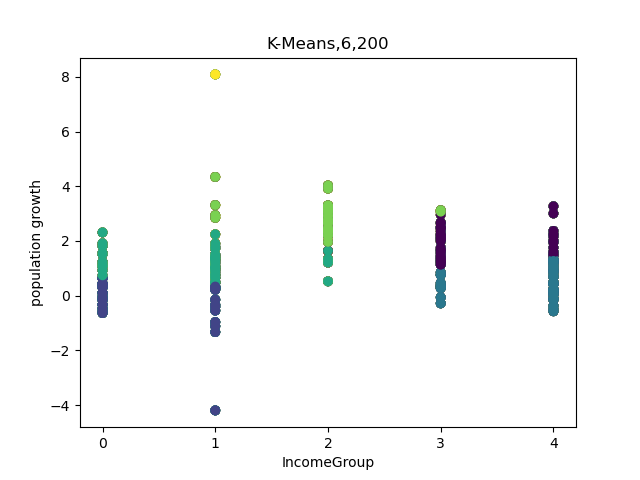 K-Means,6,200
8
6
4
2
0
−2
−4
population growth
0 1 2 3 4
IncomeGroup